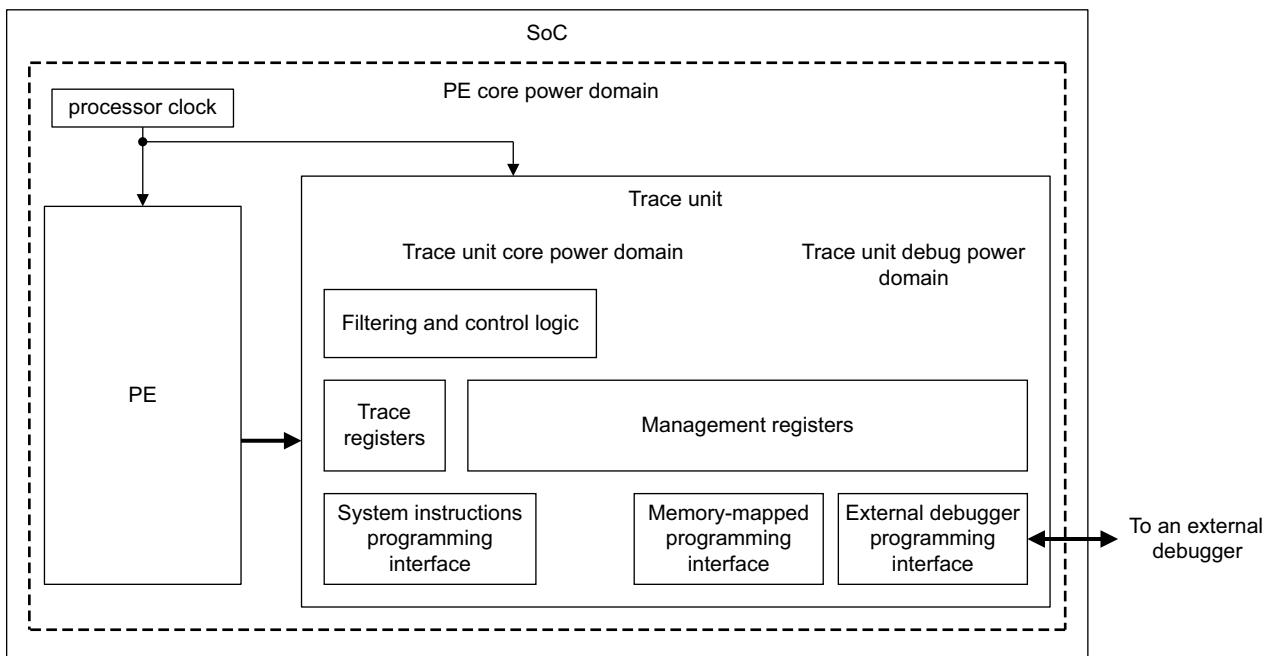 SoC
PE core power domain
processor clock
Trace unit
Trace unit core power domain
Trace unit debug power
domain
Filtering and control logic
PE
Trace
registers
Management registers
System instructions
programming
interface
Memory-mapped
programming
interface
External debugger
programming
interface
To an external
debugger